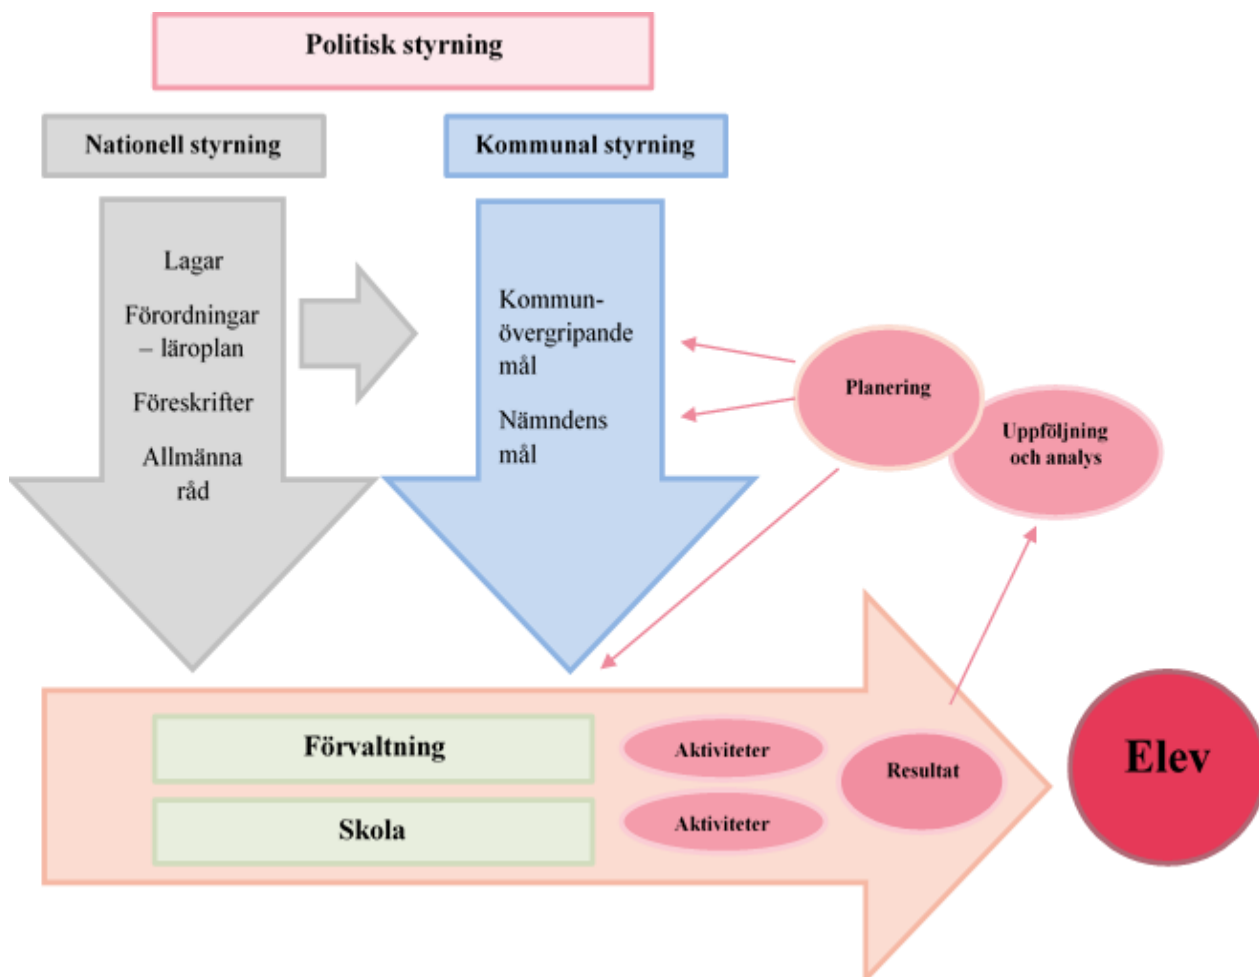 Politisk styrning
Nationell styrning
Kommunal styrning
Lagar
Förordningar
– läroplan
Föreskrifter
Allmänna
råd
Kommun-
övergripande
mål
Nämndens
mål
Planering
Uppföljning
och analys
Förvaltning
Aktiviteter
Skola
Aktiviteter
Resultat
Elev